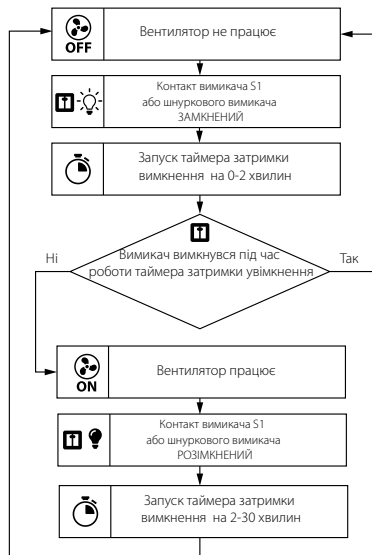 OFF
Вентилятор не працює
Контакт вимикача S1
або шнуркового вимикача
ЗАМКНЕНИЙ
Запуск таймера затримки
вимкнення на 0-2 хвилин
Вимикач вимкнувся під час
роботи таймера затримки увімкнення
Ні
Так
ON
Вентилятор працює
Контакт вимикача S1
або шнуркового вимикача
РОЗІМКНЕНИЙ
Запуск таймера затримки
вимкнення на 2-30 хвилин